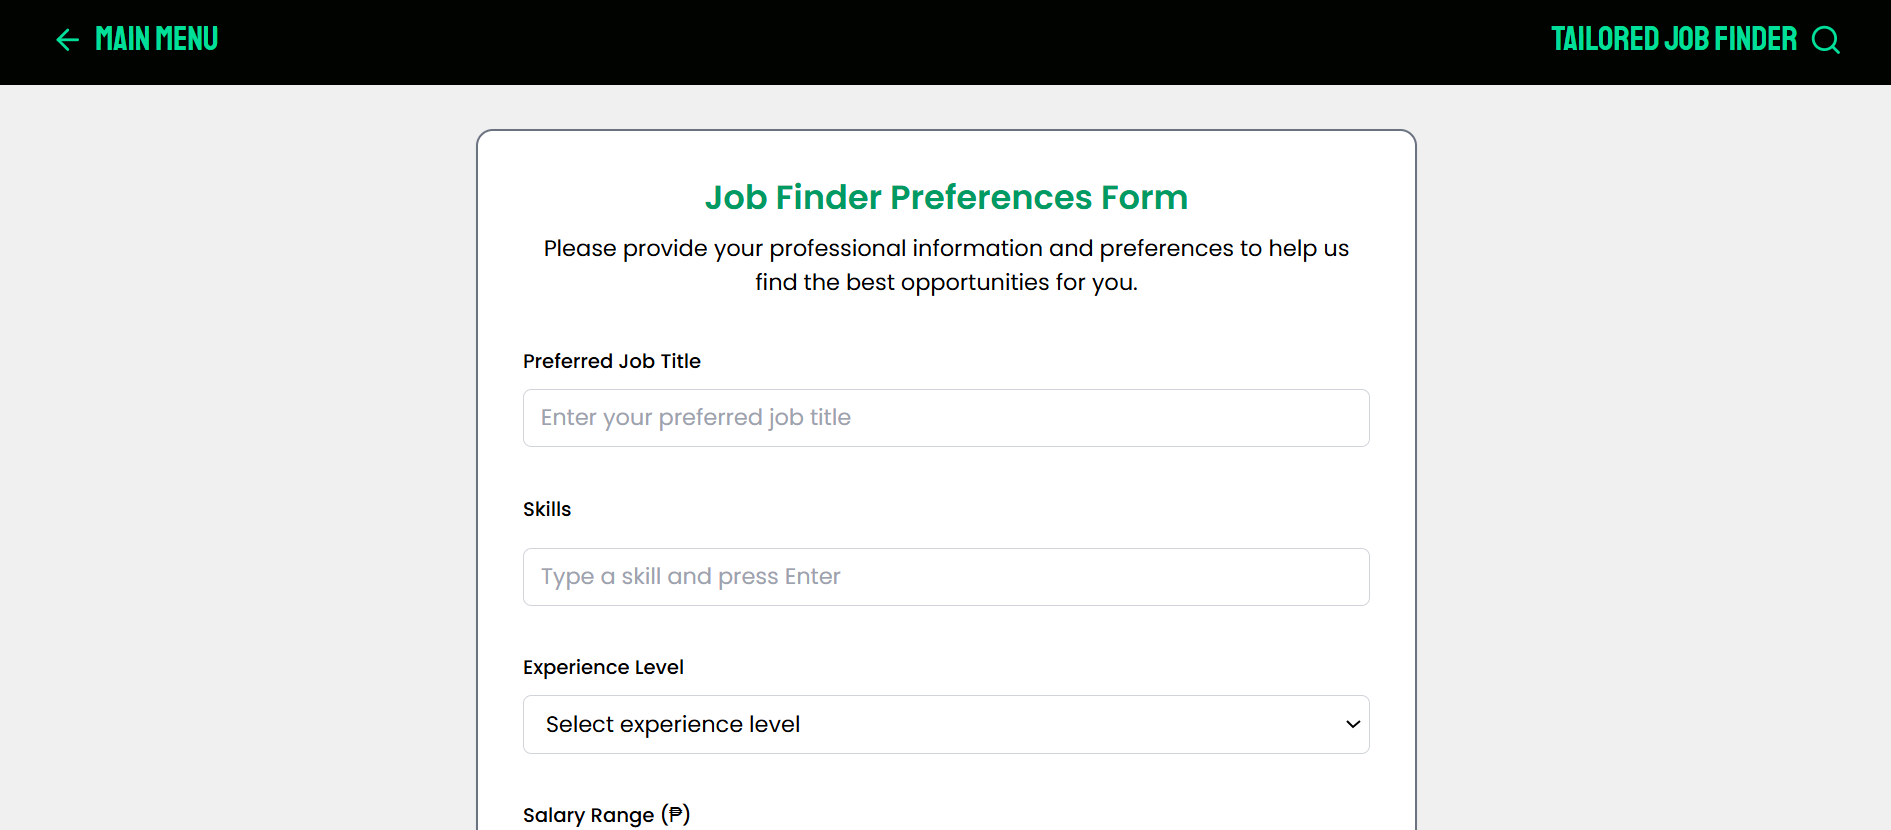 MAIN MENU
TAILORED JOB FINDER
Job Finder Preferences Form
Please provide your professional information and preferences to help us
find the best opportunities for you.
Preferred Job Title
Enter your preferred job title
Skills
Type a skill and press Enter
Experience Level
Select experience level
Salary Range (₱)